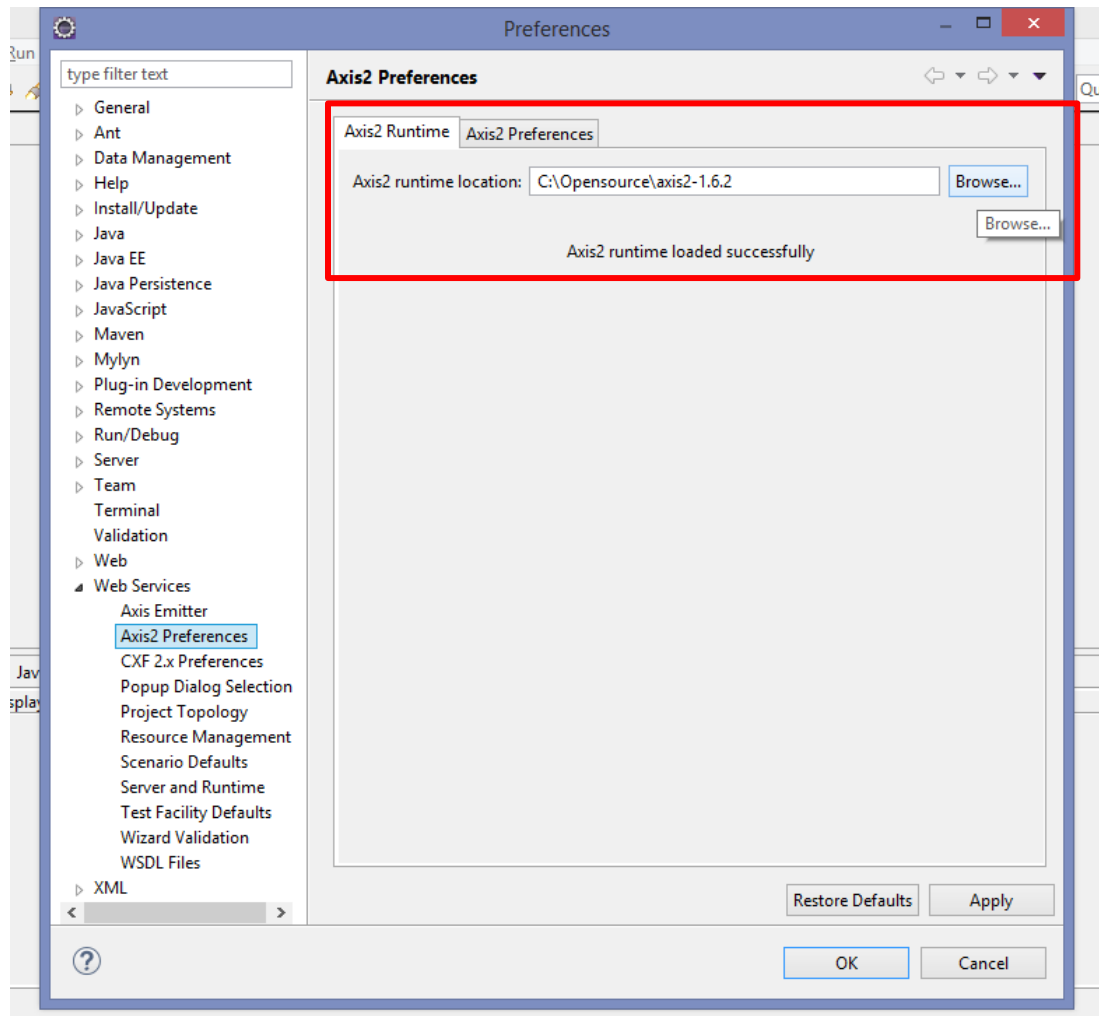 Preferences
Run
type filter text
Axis2 Preferences
Qu
General
Ant
Data Management
Help
Install/Update
Java
Java EE
Java Persistence
JavaScript
Maven
Mylyn
Plug-in Development
Remote Systems
Run/Debug
Server
Team
Terminal
Validation
Web
Web Services
Axis Emitter
Axis2 Preferences
CXF 2.x Preferences
Popup Dialog Selection
Project Topology
Resource Management
Scenario Defaults
Server and Runtime
Test Facility Defaults
Wizard Validation
WSDL Files
XML
Jav
splay
Axis2 Runtime Axis2 Preferences
Axis2 runtime location: C:\Opensource\axis2-1.6.2 Browse...
Browse...
Axis2 runtime loaded successfully
Restore Defaults Apply
? OK Cancel